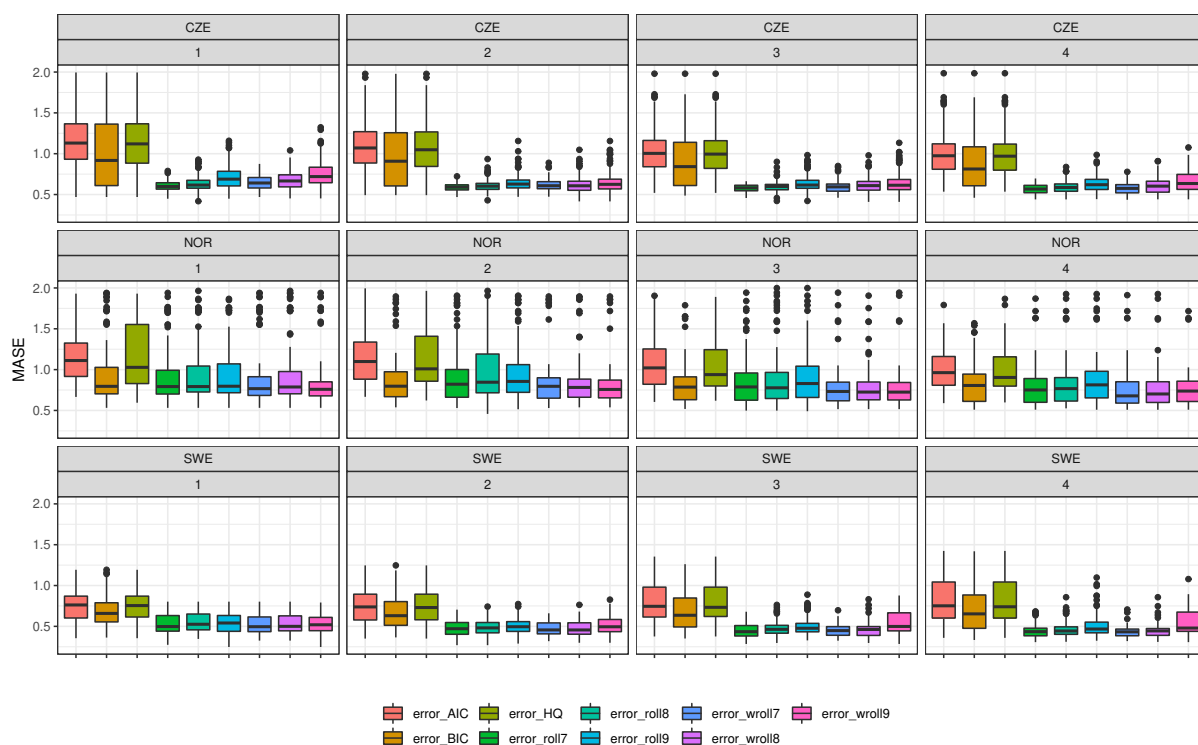 CZE CZE CZE CZE
1 2 3 4
2.0
1.5
1.0
0.5
NOR NOR NOR NOR
1 2 3 4
2.0
1.5
1.0
0.5
MASE
SWE SWE SWE SWE
1 2 3 4
2.0
1.5
1.0
0.5
error_AIC error_HQ error_roll8 error_wroll7 error_wroll9
error_BIC error_roll7 error_roll9 error_wroll8